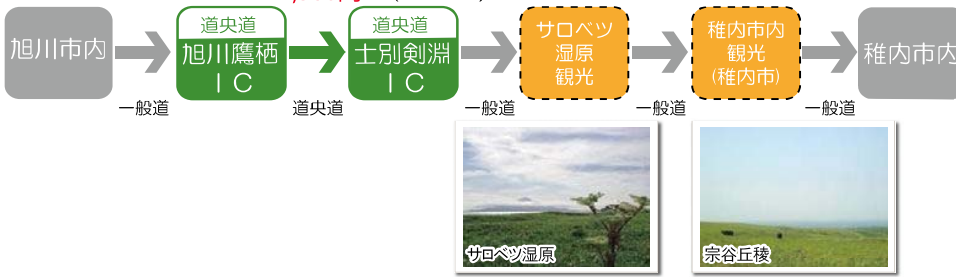 旭川市内
道央道
旭川鷹栖
IC
道央道
士別剣淵
IC
サロベツ
湿原
観光
稚内市内
観光
(稚内市)
稚内市内
一般道
道央道
一般道
一般道
一般道
サロベツ湿原
宗谷丘稜